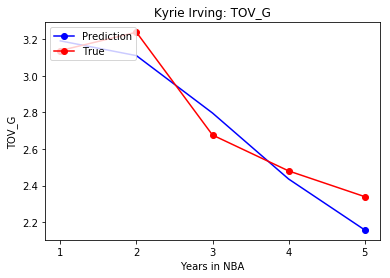 Kyrie Irving: TOV_G
Prediction
True
3.2
3.0
2.8
2.6
2.4
2.2
TOV_G
1 2 3 4 5
Years in NBA